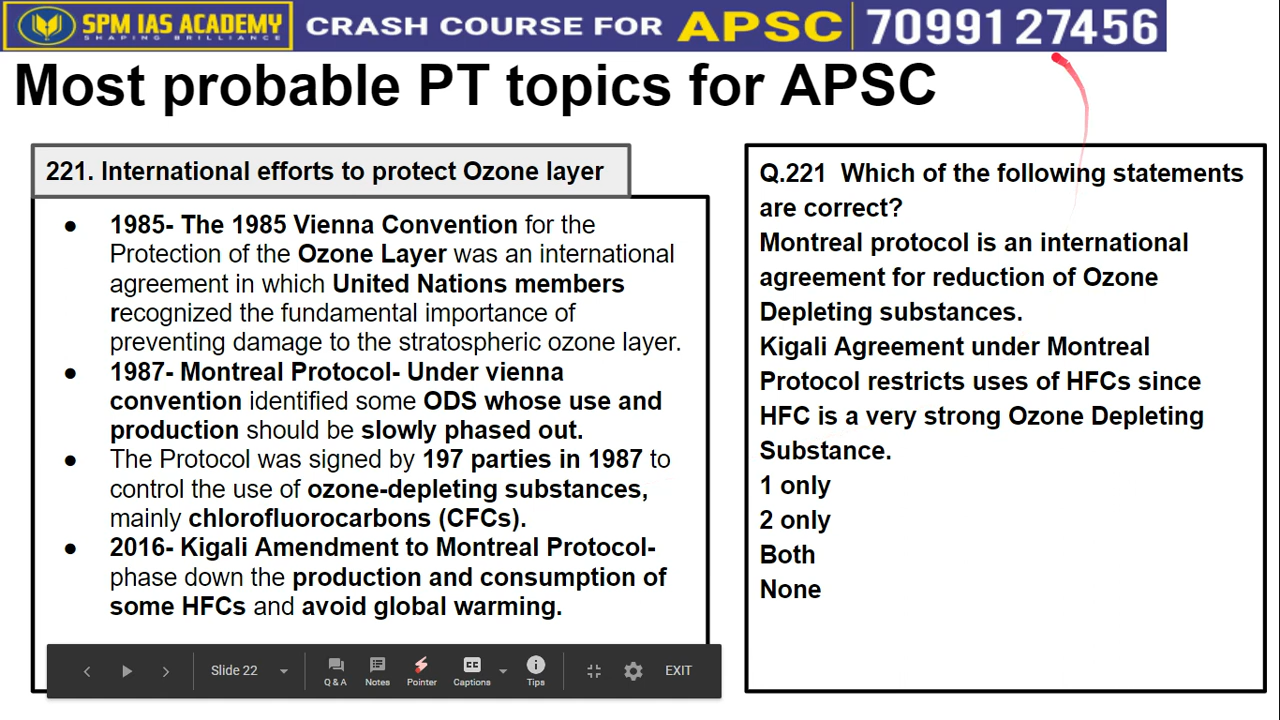 SPM IAS ACADEMY
SHAPING BRILLIANCE
CRASH COURSE FOR APSC 70991 27456
Most probable PT topics for APSC
221. International efforts to protect Ozone layer
● 1985- The 1985 Vienna Convention for the
Protection of the Ozone Layer was an international
agreement in which United Nations members
recognized the fundamental importance of
preventing damage to the stratospheric ozone layer.
● 1987- Montreal Protocol- Under vienna
convention identified some ODS whose use and
production should be slowly phased out.
● The Protocol was signed by 197 parties in 1987 to
control the use of ozone-depleting substances,
mainly chlorofluorocarbons (CFCs).
● 2016- Kigali Amendment to Montreal Protocol-
phase down the production and consumption of
some HFCs and avoid global warming.
Q.221 Which of the following statements
are correct?
Montreal protocol is an international
agreement for reduction of Ozone
Depleting substances.
Kigali Agreement under Montreal
Protocol restricts uses of HFCs since
HFC is a very strong Ozone Depleting
Substance.
1 only
2 only
Both
None
Slide 22
Q & A
Notes
Pointer
CC
Captions
Tips
EXIT